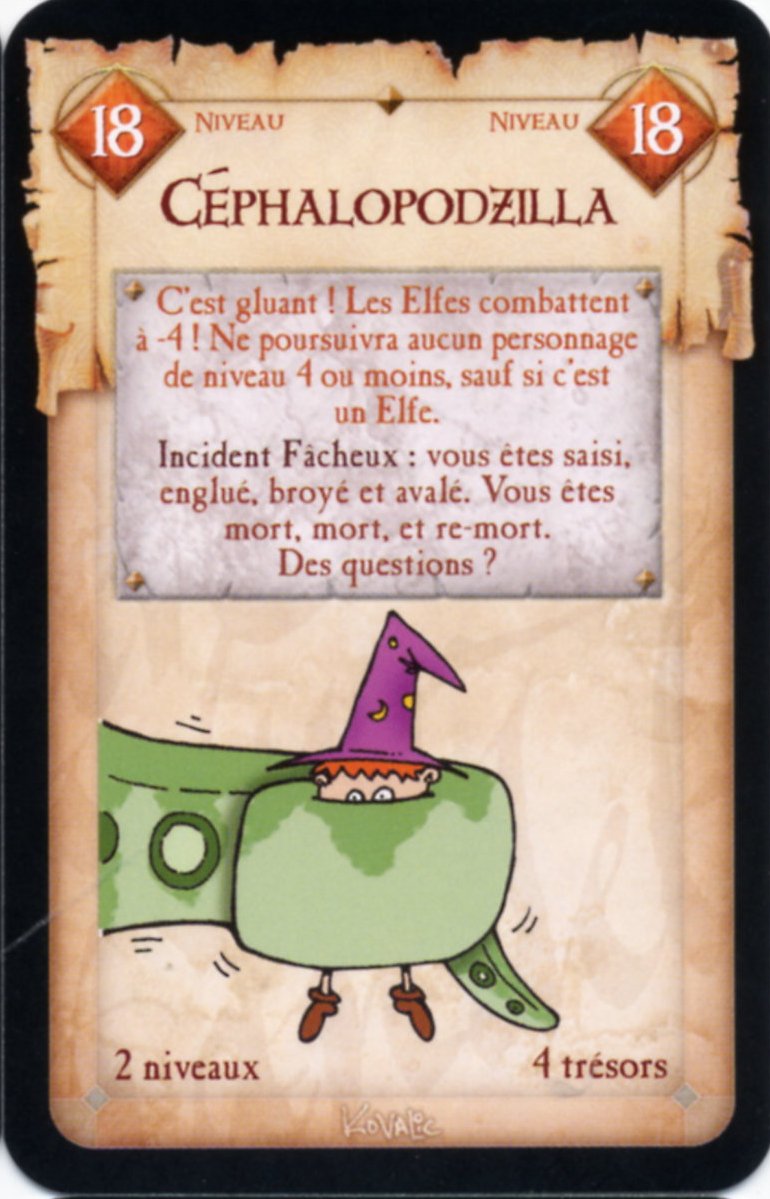 18 Niveau Niveau 18
Céphalopodzilla
C'est gluant ! Les Elfes combattent
à -4 ! Ne poursuivra aucun personnage
de niveau 4 ou moins, sauf si c'est
un Elfe.
Incident Fâcheux : vous êtes saisi,
englué, broyé et avalé. Vous êtes
mort, mort, et re-mort.
Des questions ?
2 niveaux 4 trésors
Kovalic